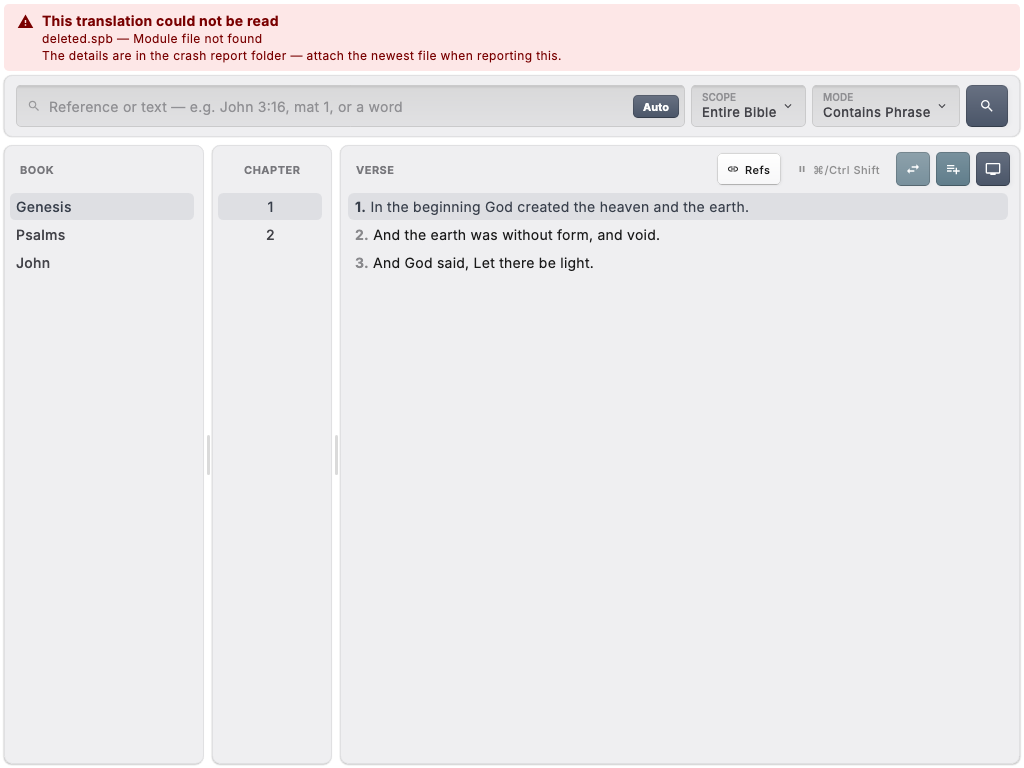 This translation could not be read
deleted.spb — Module file not found
The details are in the crash report folder — attach the newest file when reporting this.
Reference or text — e.g. John 3:16, mat 1, or a word
Auto
SCOPE
Entire Bible
MODE
Contains Phrase
BOOK
Genesis
Psalms
John
CHAPTER
1
2
VERSE
Refs
⌘/Ctrl Shift
1. In the beginning God created the heaven and the earth.
2. And the earth was without form, and void.
3. And God said, Let there be light.